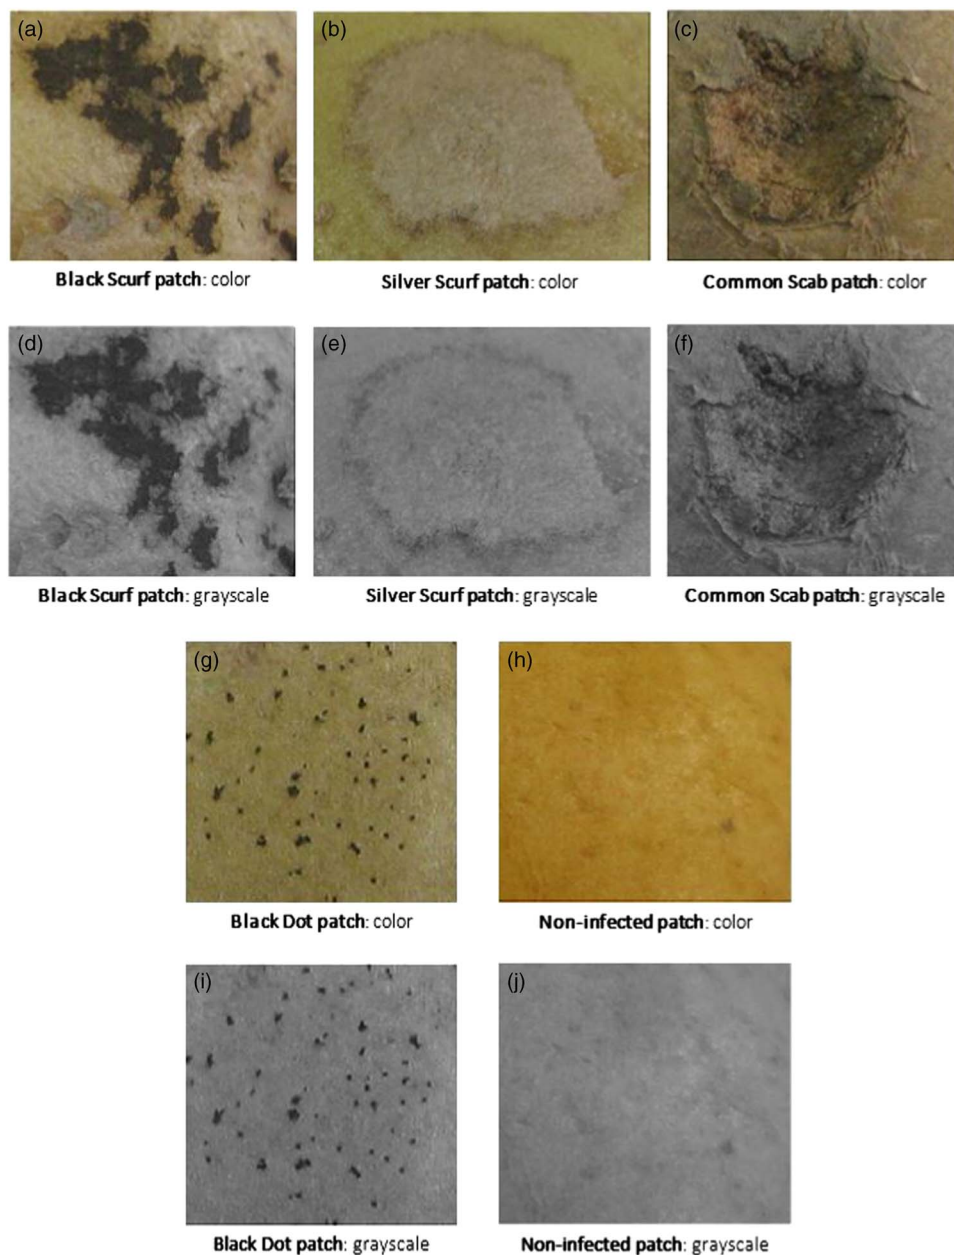 (a)
(b)
(c)
Black Scurf patch: color
Silver Scurf patch: color
Common Scab patch: color
(d)
(e)
(f)
Black Scurf patch: grayscale
Silver Scurf patch: grayscale
Common Scab patch: grayscale
(g)
(h)
Black Dot patch: color
Non-infected patch: color
(i)
(j)
Black Dot patch: grayscale
Non-infected patch: grayscale